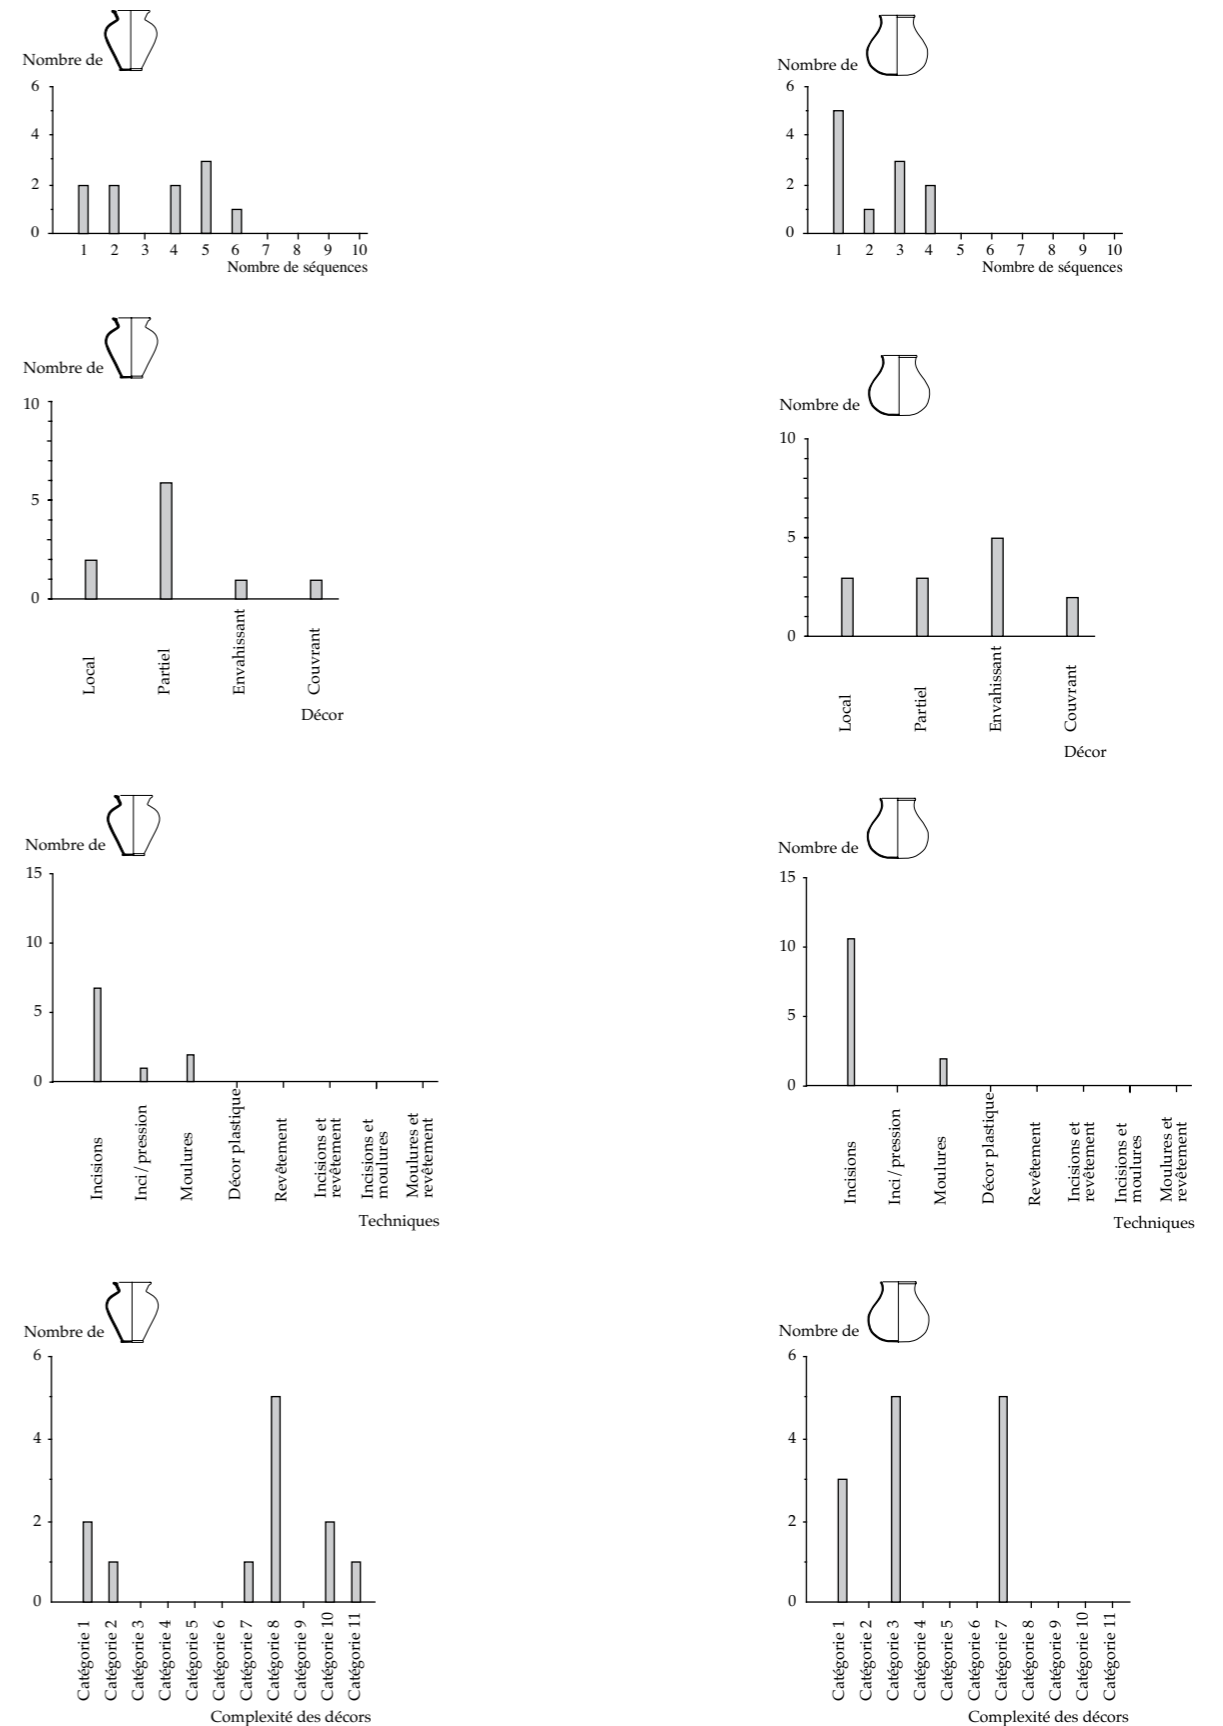 Nombre de
6
4
2
0
1 2 3 4 5 6 7 8 9 10
Nombre de séquences
Nombre de
6
4
2
0
1 2 3 4 5 6 7 8 9 10
Nombre de séquences
Nombre de
10
5
0
Local
Partiel
Envahissant
Couvrant
Décor
Nombre de
10
5
0
Local
Partiel
Envahissant
Couvrant
Décor
Nombre de
15
10
5
0
Incisions
Inci/pression
Moulures
Décor plastique
Revêtement
Incisions et
revêtement
Incisions et
moulures
Moulures et
revêtement
Techniques
Nombre de
15
10
5
0
Incisions
Inci/pression
Moulures
Décor plastique
Revêtement
Incisions et
revêtement
Incisions et
moulures
Moulures et
revêtement
Techniques
Nombre de
6
4
2
0
Catégorie 1
Catégorie 2
Catégorie 3
Catégorie 4
Catégorie 5
Catégorie 6
Catégorie 7
Catégorie 8
Catégorie 9
Catégorie 10
Catégorie 11
Complexité des décors
Nombre de
6
4
2
0
Catégorie 1
Catégorie 2
Catégorie 3
Catégorie 4
Catégorie 5
Catégorie 6
Catégorie 7
Catégorie 8
Catégorie 9
Catégorie 10
Catégorie 11
Complexité des décors